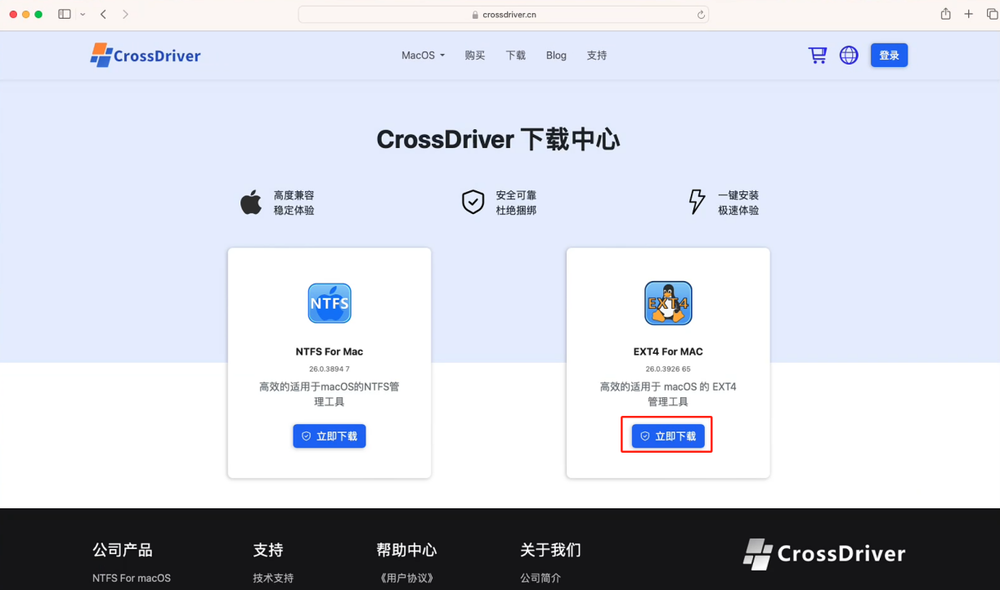 crossdriver.cn
CrossDriver
MacOS
购买
下载
Blog
支持
登录
CrossDriver 下载中心
高度兼容
稳定体验
安全可靠
杜绝捆绑
一键安装
极速体验
NTFS
NTFS For Mac
26.0.3894 7
高效的适用于macOS的NTFS管
理工具
立即下载
EXT4
EXT4 For MAC
26.0.3926 65
高效的适用于 macOS 的 EXT4
管理工具
立即下载
公司产品
NTFS For macOS
支持
技术支持
帮助中心
《用户协议》
关于我们
公司简介
CrossDriver